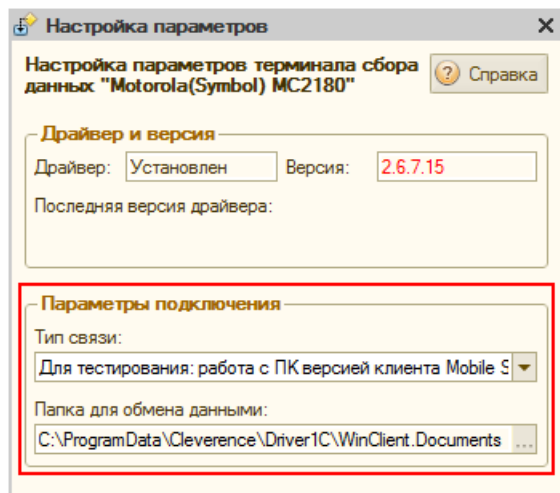 Настройка параметров
Настройка параметров терминала сбора
данных "Motorola(Symbol) MC2180"
Справка
Драйвер и версия
Драйвер: Установлен Версия: 2.6.7.15
Последняя версия драйвера:
Параметры подключения
Тип связи:
Для тестирования: работа с ПК версией клиента Mobile S
Папка для обмена данными:
C:\ProgramData\Cleverence\Driver1C\WinClient.Documents ...